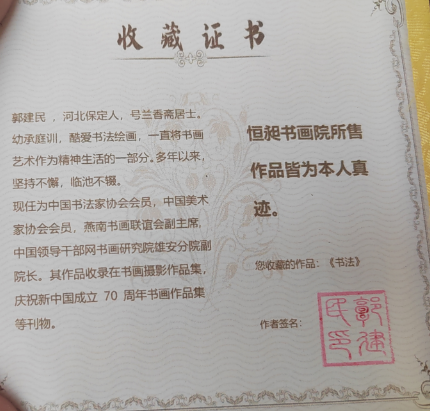 收藏证书
郭建民，河北保定人，号兰香斋居士。
幼承庭训，酷爱书法绘画，一直将书画
艺术作为精神生活的一部分。多年以来，
坚持不懈，临池不辍。
现任为中国书法家协会会员，中国美术
家协会会员，燕南书画联谊会副主席，
中国领导干部网书画研究院雄安分院副
院长。其作品收录在书画摄影作品集，
庆祝新中国成立 70 周年书画作品集
等刊物。
恒昶书画院所售
作品皆为本人真
迹。
您收藏的作品：《书法》
作者签名：
郭建
民印